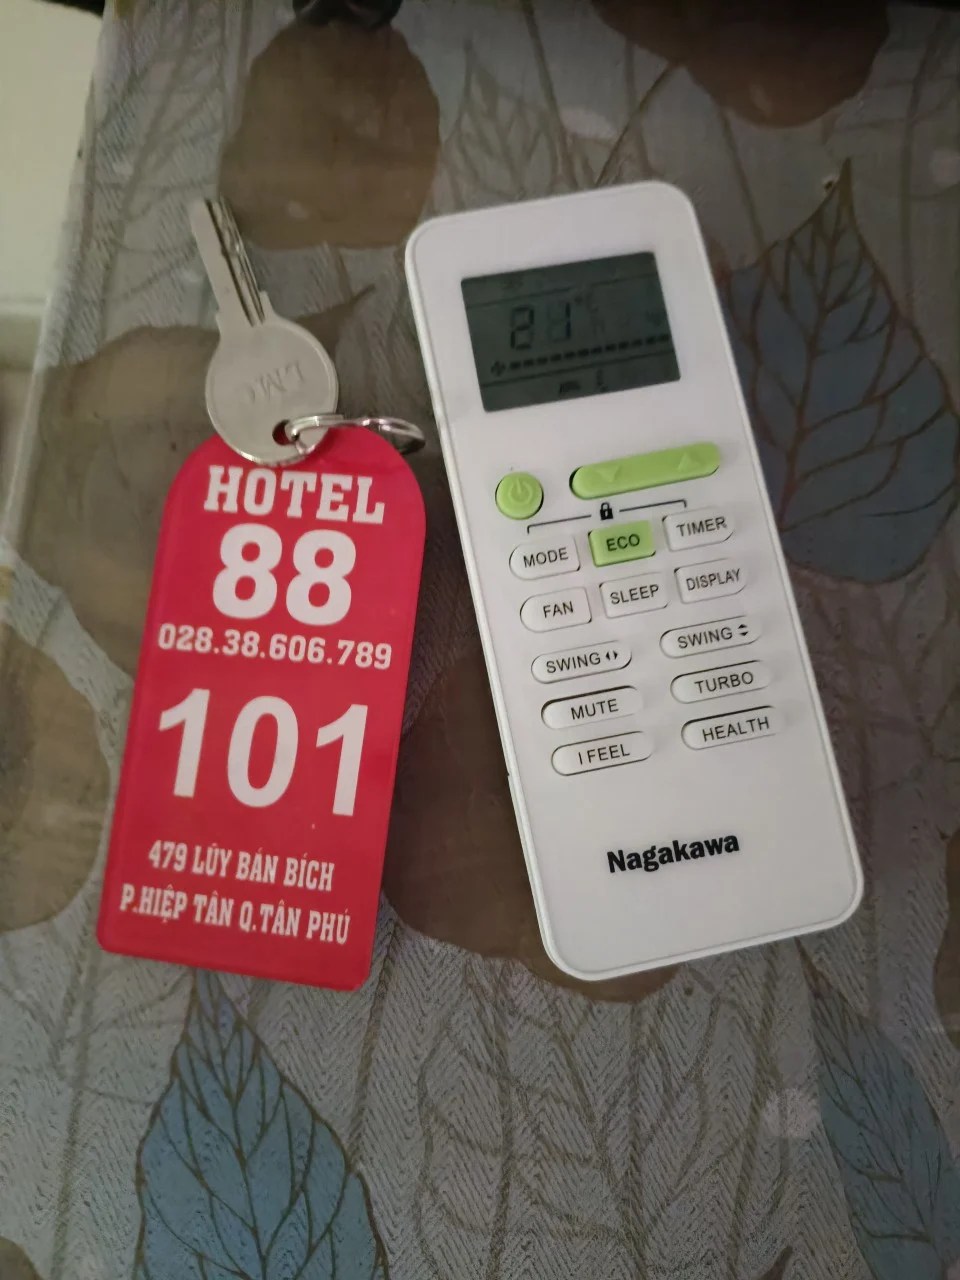 HOTEL
88
028.38.606.789
101
479 LŨY BÁN BÍCH
P.HIỆP TÂN Q.TÂN PHÚ
LMC
MODE
ECO
TIMER
FAN
SLEEP
DISPLAY
SWING
SWING
MUTE
TURBO
I FEEL
HEALTH
Nagakawa